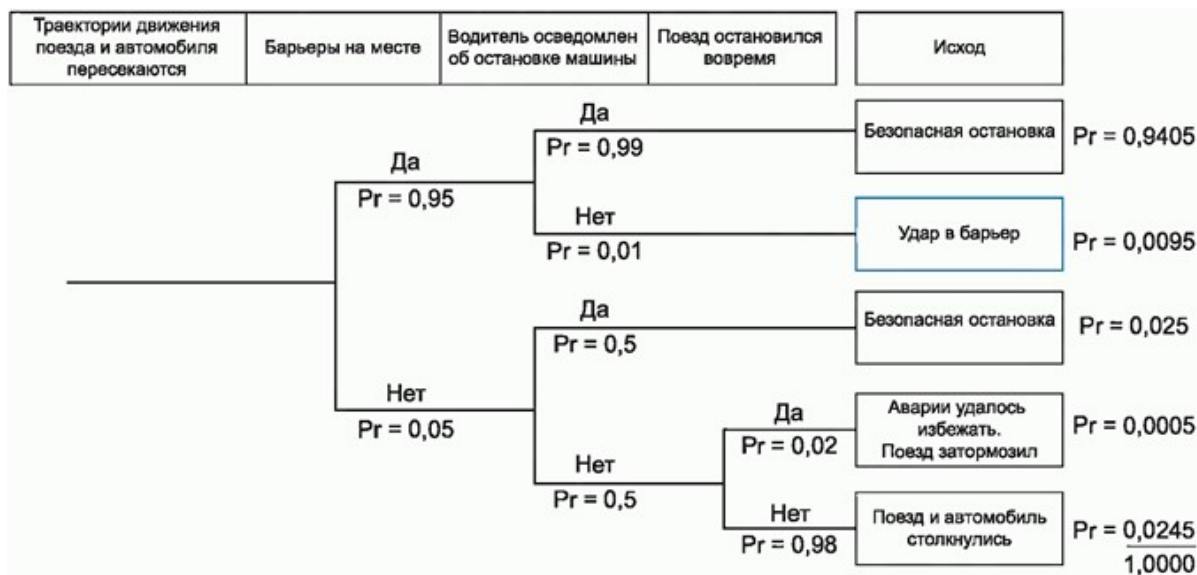 Траектории движения
поезда и автомобиля
пересекаются
Барьеры на месте
Водитель осведомлен
об остановке машины
Поезд остановился
вовремя
Исход
Да
Pr = 0,95
Да
Pr = 0,99
Безопасная остановка
Pr = 0,9405
Нет
Pr = 0,01
Удар в барьер
Pr = 0,0095
Нет
Pr = 0,05
Да
Pr = 0,5
Безопасная остановка
Pr = 0,025
Нет
Pr = 0,5
Да
Pr = 0,02
Аварии удалось
избежать.
Поезд затормозил
Pr = 0,0005
Нет
Pr = 0,98
Поезд и автомобиль
столкнулись
Pr = 0,0245
1,0000